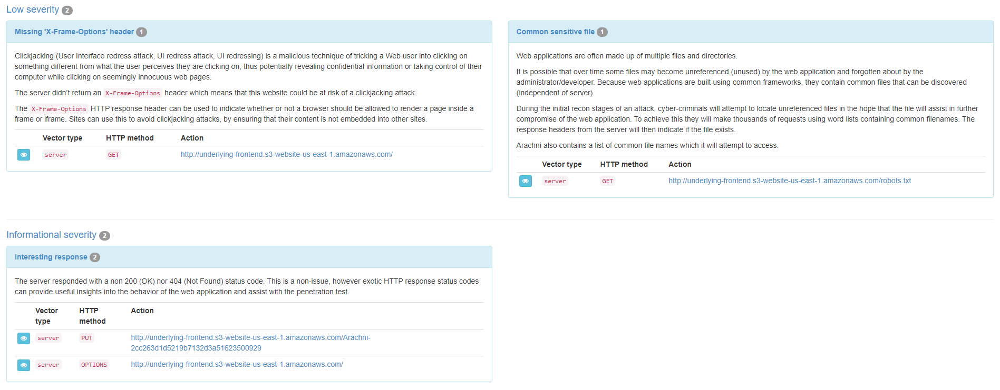 Low severity 2
Missing 'X-Frame-Options' header 1
Clickjacking (User Interface redress attack, UI redress attack, UI redressing) is a malicious technique of tricking a Web user into clicking on
something different from what the user perceives they are clicking on, thus potentially revealing confidential information or taking control of their
computer while clicking on seemingly innocuous web pages.
The server didn't return an X-Frame-Options header which means that this website could be at risk of a clickjacking attack.
The X-Frame-Options HTTP response header can be used to indicate whether or not a browser should be allowed to render a page inside a
frame or iframe. Sites can use this to avoid clickjacking attacks, by ensuring that their content is not embedded into other sites.
Vector type HTTP method Action
server GET http://underlying-frontend.s3-website-us-east-1.amazonaws.com/
Common sensitive file 1
Web applications are often made up of multiple files and directories.
It is possible that over time some files may become unreferenced (unused) by the web application and forgotten about by the
administrator/developer. Because web applications are built using common frameworks, they contain common files that can be discovered
(independent of server).
During the initial recon stages of an attack, cyber-criminals will attempt to locate unreferenced files in the hope that the file will assist in further
compromise of the web application. To achieve this they will make thousands of requests using word lists containing common filenames. The
response headers from the server will then indicate if the file exists.
Arachni also contains a list of common file names which it will attempt to access.
Vector type HTTP method Action
server GET http://underlying-frontend.s3-website-us-east-1.amazonaws.com/robots.txt
Informational severity 2
Interesting response 2
The server responded with a non 200 (OK) nor 404 (Not Found) status code. This is a non-issue, however exotic HTTP response status codes
can provide useful insights into the behavior of the web application and assist with the penetration test.
Vector HTTP Action
type method
server PUT http://underlying-frontend.s3-website-us-east-1.amazonaws.com/Arachni-
2cc263d1d5219b7132d3a51623500929
server OPTIONS http://underlying-frontend.s3-website-us-east-1.amazonaws.com/